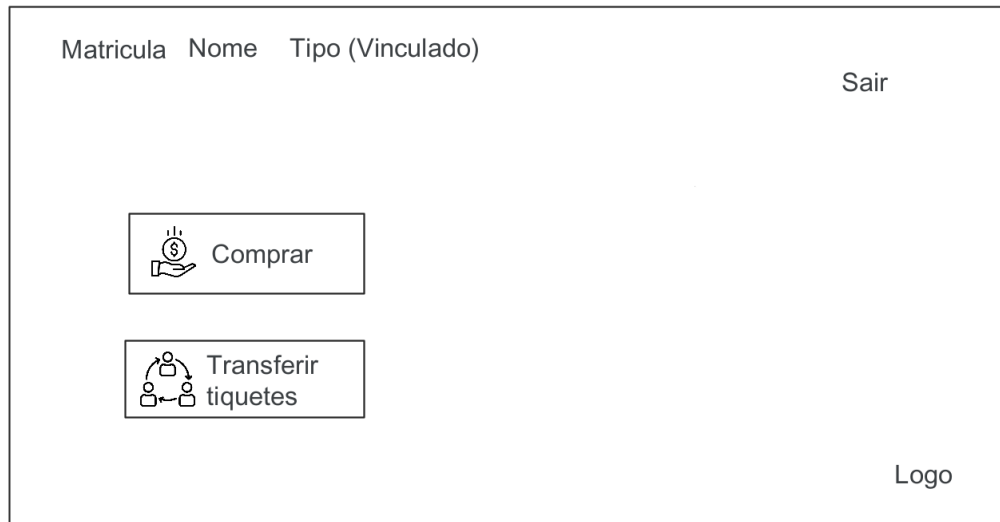 Matricula Nome Tipo (Vinculado)
Sair
$
Comprar
Transferir
tiquetes
Logo